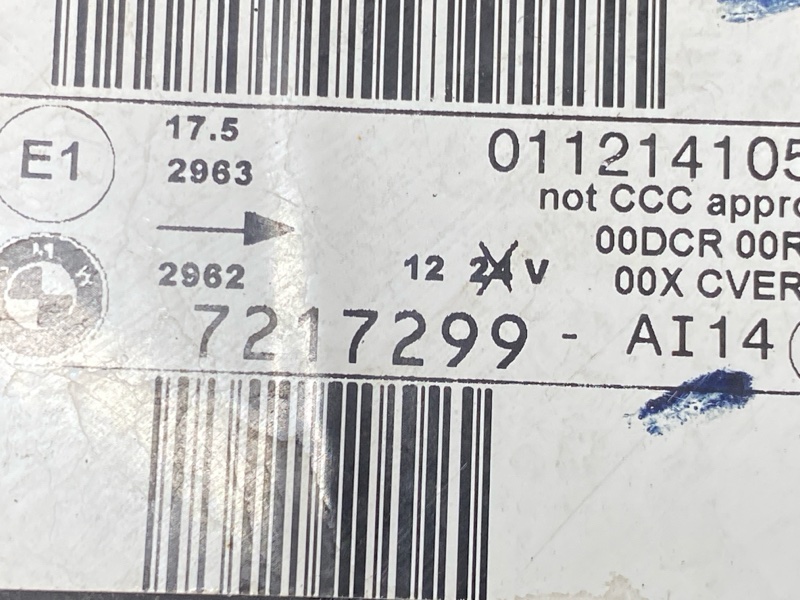 E1
17.5
2963
2962
011214105
not CCC appro
00DCR 00R
12 24 V
00X CVER
7217299 - AI14